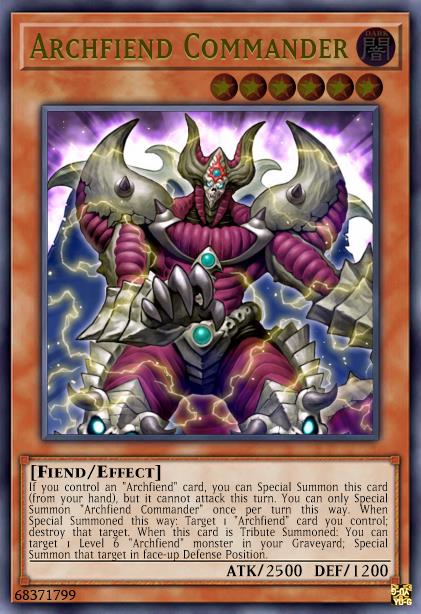 ARCHFIEND COMMANDER
DARK
闇
[FIEND/EFFECT]
If you control an "Archfiend" card, you can Special Summon this card
(from your hand), but it cannot attack this turn. You can only Special
Summon "Archfiend Commander" once per turn this way. When
Special Summoned this way: Target 1 "Archfiend" card you control;
destroy that target. When this card is Tribute Summoned: You can
target 1 Level 6 "Archfiend" monster in your Graveyard; Special
Summon that target in face-up Defense Position.
ATK/2500 DEF/1200
68371799